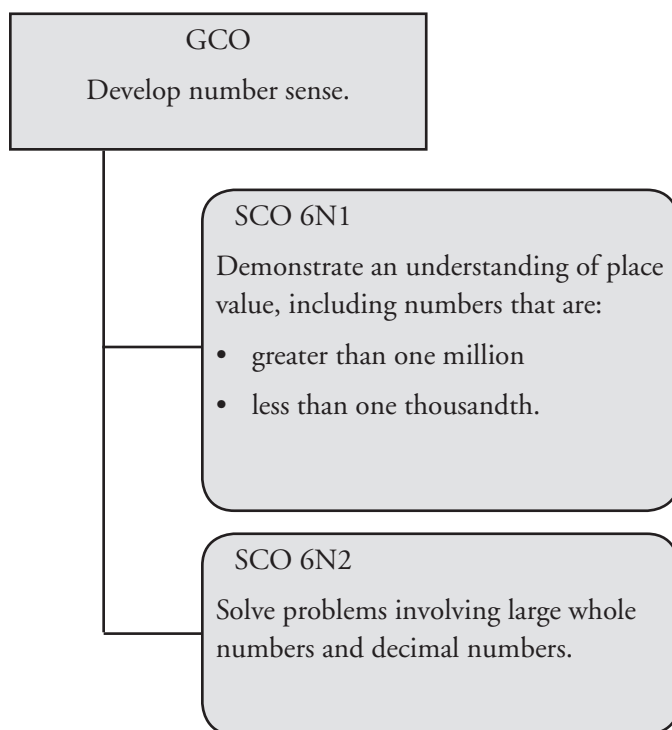 GCO
Develop number sense.
SCO 6N1
Demonstrate an understanding of place
value, including numbers that are:
• greater than one million
• less than one thousandth.
SCO 6N2
Solve problems involving large whole
numbers and decimal numbers.